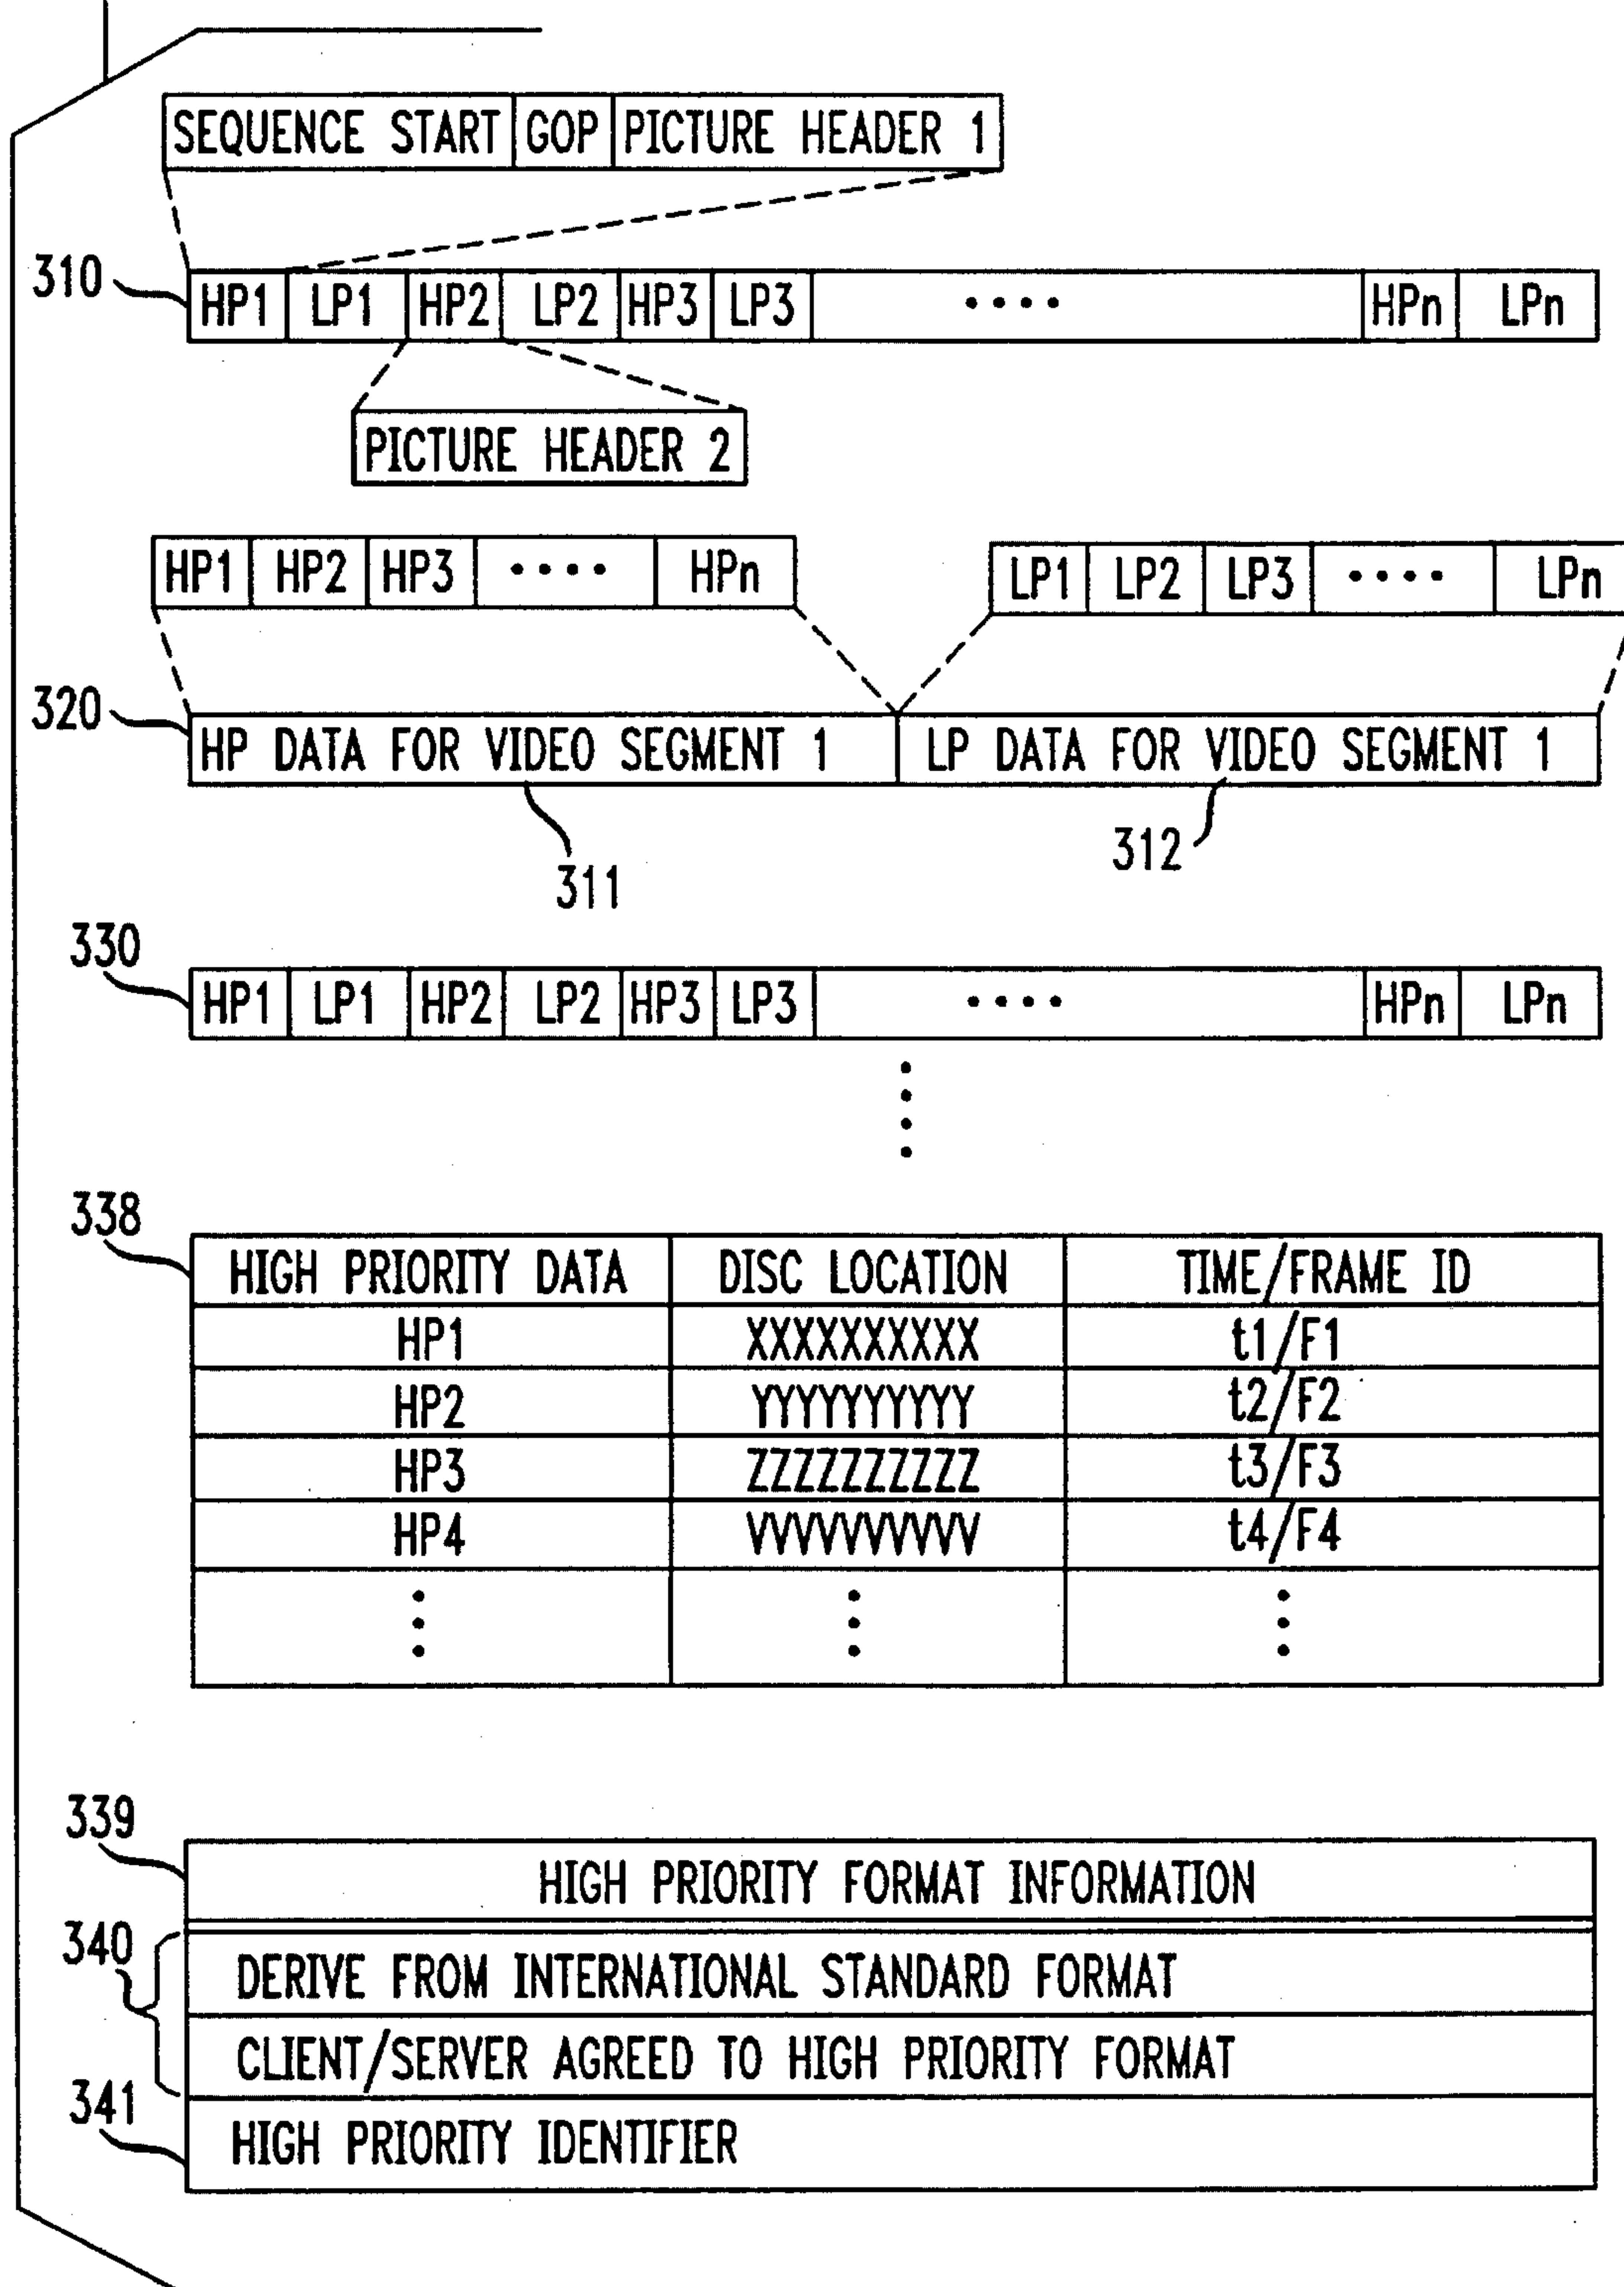 SEQUENCE START GOP PICTURE HEADER 1
310
HP1 LP1 HP2 LP2 HP3 LP3 .... HPn LPn
PICTURE HEADER 2
HP1 HP2 HP3 .... HPn LP1 LP2 LP3 .... LPn
320
HP DATA FOR VIDEO SEGMENT 1 LP DATA FOR VIDEO SEGMENT 1
311 312
330
HP1 LP1 HP2 LP2 HP3 LP3 .... HPn LPn
338
HIGH PRIORITY DATA DISC LOCATION TIME/FRAME ID
HP1 XXXXXXXXXX t1/F1
HP2 YYYYYYYYYY t2/F2
HP3 ZZZZZZZZZZ t3/F3
HP4 VVVVVVVVVV t4/F4
339
HIGH PRIORITY FORMAT INFORMATION
340
DERIVE FROM INTERNATIONAL STANDARD FORMAT
CLIENT/SERVER AGREED TO HIGH PRIORITY FORMAT
341
HIGH PRIORITY IDENTIFIER